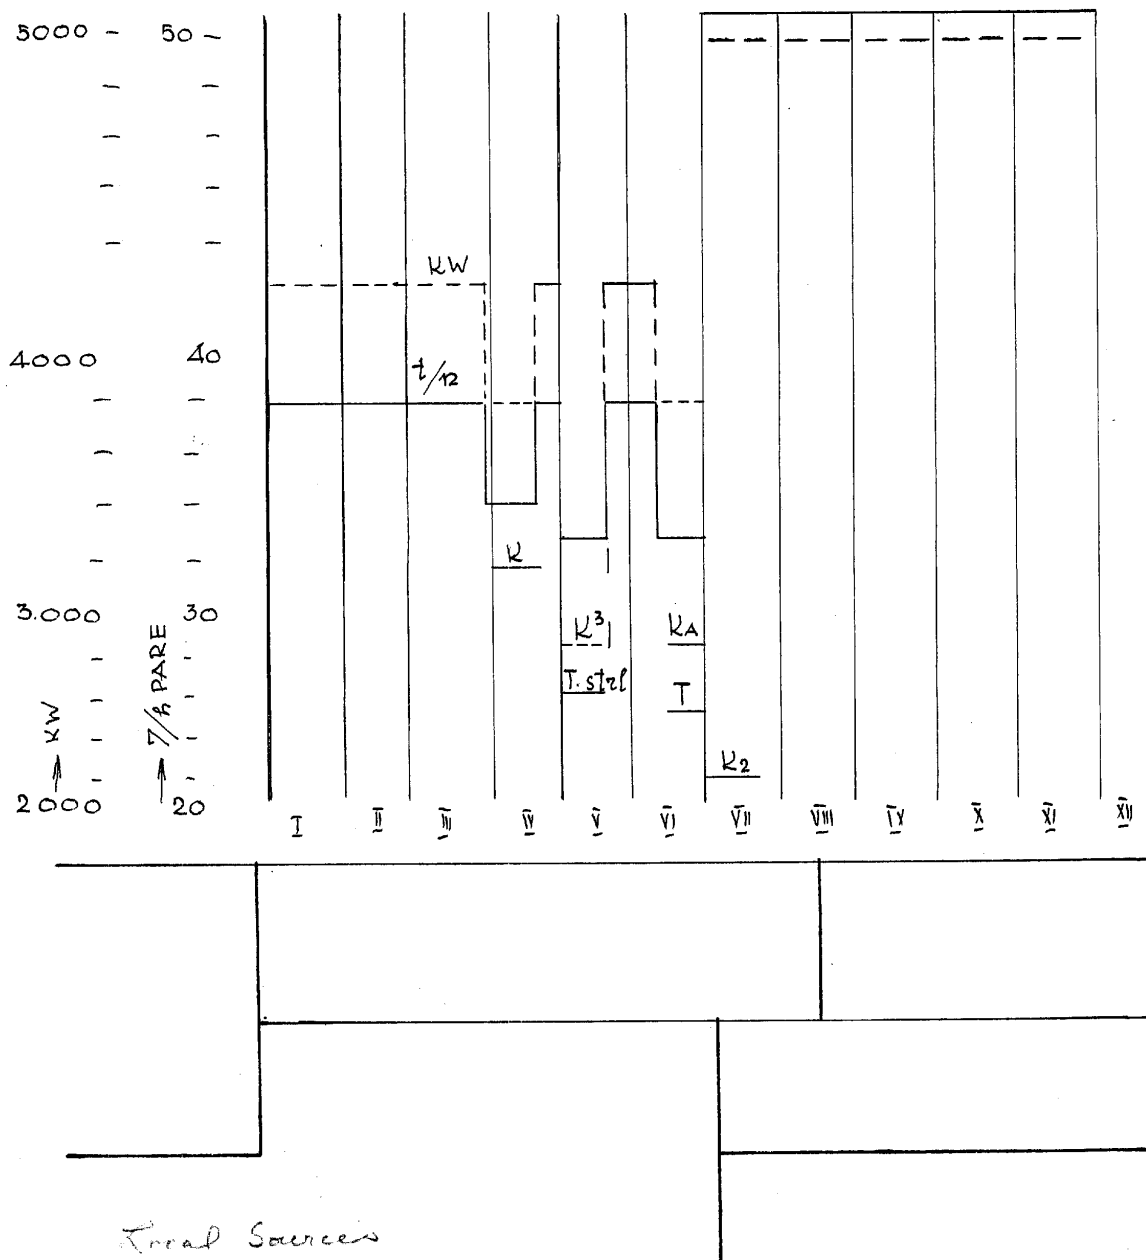 5000 – 50 –
KW
4000 40
t/h
K
3.000 30
K³ KA
T. strl T
→ KW → 7/h PARE
K2
2000 20
I II III IV V VI VII VIII IX X XI XII
Local Sources